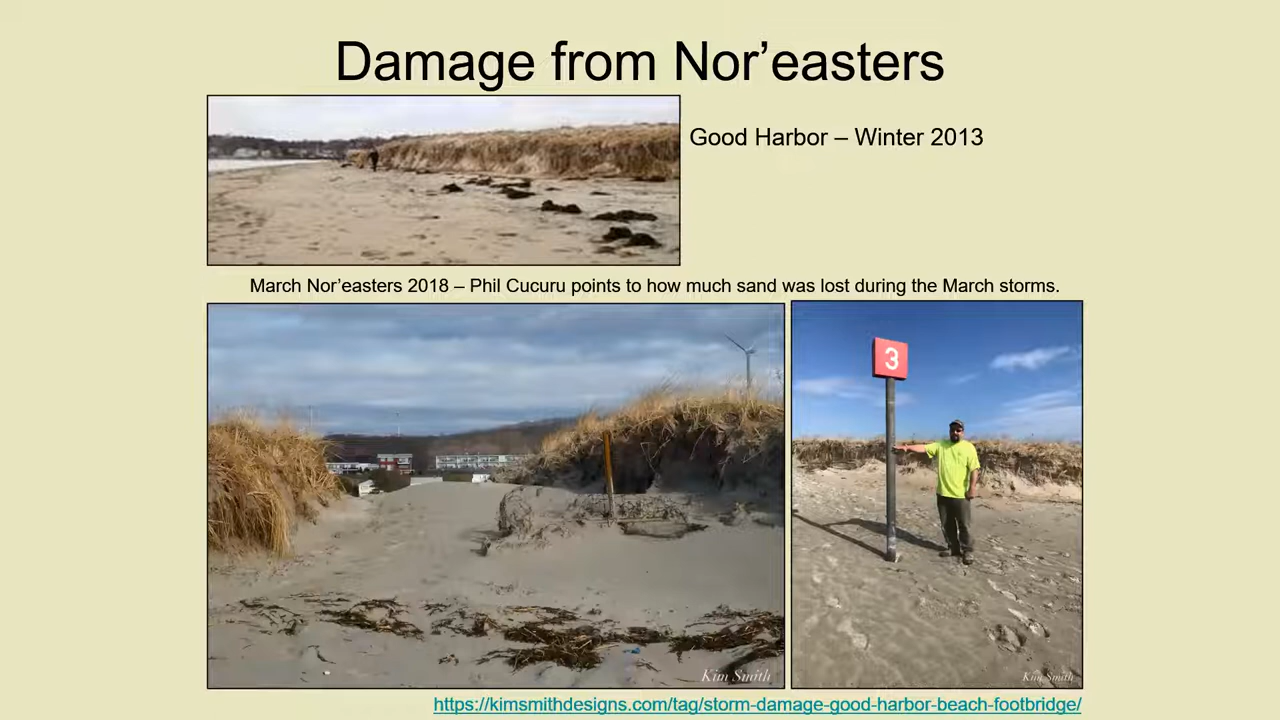 Damage from Nor’easters
Good Harbor – Winter 2013
March Nor’easters 2018 – Phil Cucuru points to how much sand was lost during the March storms.
3
Kim Smith
Kim Smith
https://kimsmithdesigns.com/tag/storm-damage-good-harbor-beach-footbridge/